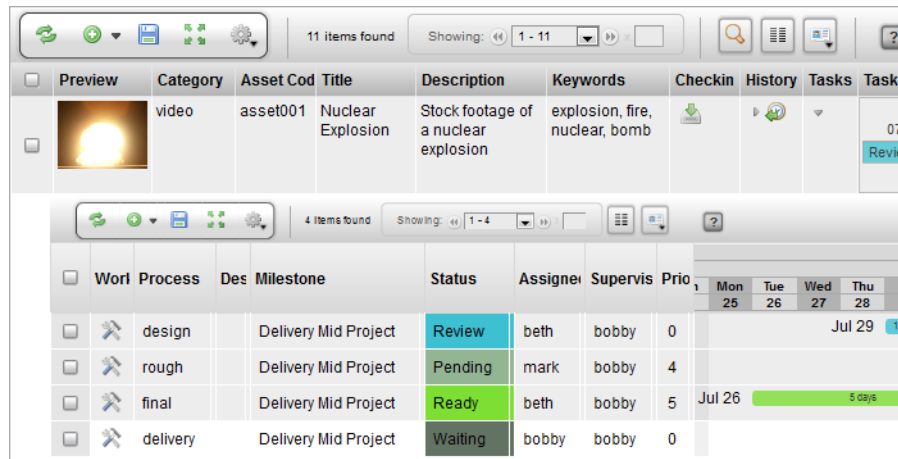 11 items found Showing: 1 - 11 x ?
Preview Category Asset Cod Title Description Keywords Checkin History Tasks Task
video asset001 Nuclear Explosion Stock footage of a nuclear explosion explosion, fire, nuclear, bomb 07
Revi
4 items found Showing: 1 - 4 x ?
Worl Process Des Milestone Status Assigne Supervis Prio
Mon Tue Wed Thu
25 26 27 28
design Delivery Mid Project Review beth bobby 0 Jul 29 1
rough Delivery Mid Project Pending mark bobby 4
final Delivery Mid Project Ready beth bobby 5 Jul 26 5 days
delivery Delivery Mid Project Waiting bobby bobby 0